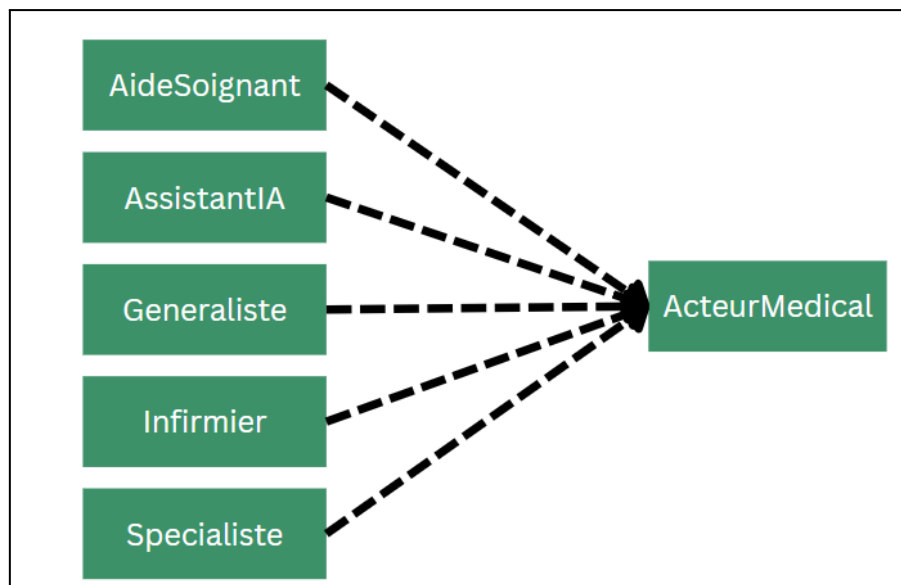 AideSoignant
AssistantIA
Generaliste
Infirmier
Specialiste
ActeurMedical